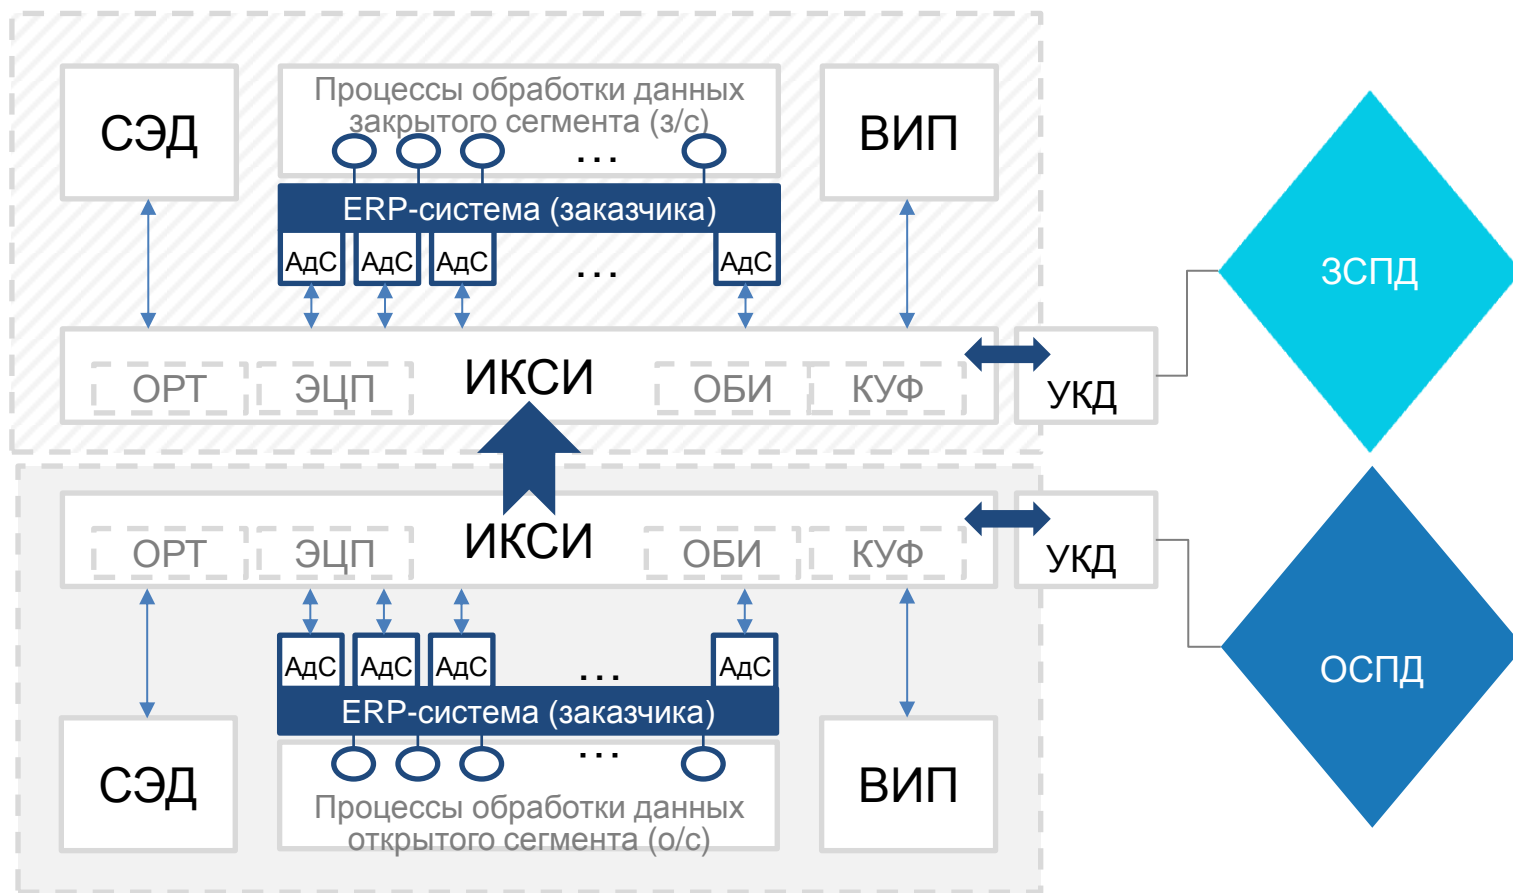 СЭД
Процессы обработки данных
закрытого сегмента (з/с)
ВИП
...
ERP-система (заказчика)
АдС
АдС
АдС
...
АдС
ЗСПД
ОРТ
ЭЦП
ИКСИ
ОБИ
КУФ
УКД
ОРТ
ЭЦП
ИКСИ
ОБИ
КУФ
УКД
АдС
АдС
АдС
...
АдС
ОСПД
ERP-система (заказчика)
...
СЭД
Процессы обработки данных
открытого сегмента (о/с)
ВИП